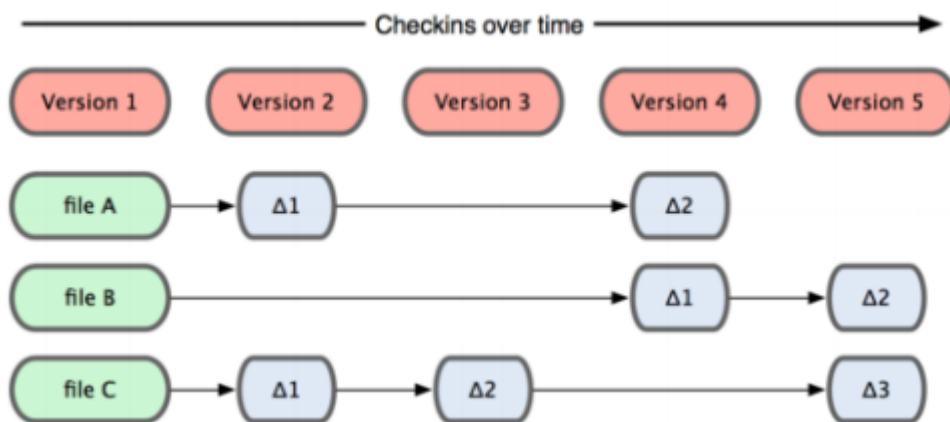 Checkins over time
Version 1 Version 2 Version 3 Version 4 Version 5
file A Δ1 Δ2
file B Δ1 Δ2
file C Δ1 Δ2 Δ3